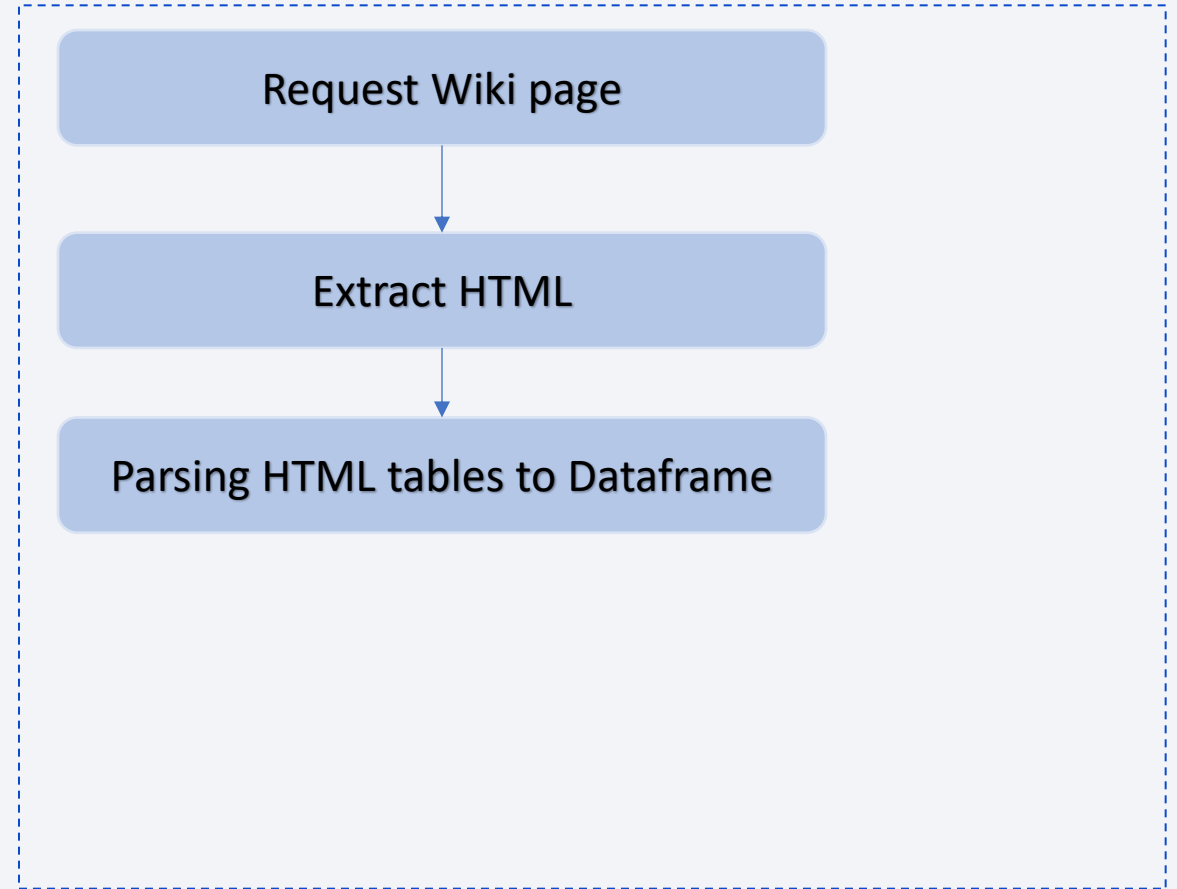 Request Wiki page
Extract HTML
Parsing HTML tables to Dataframe